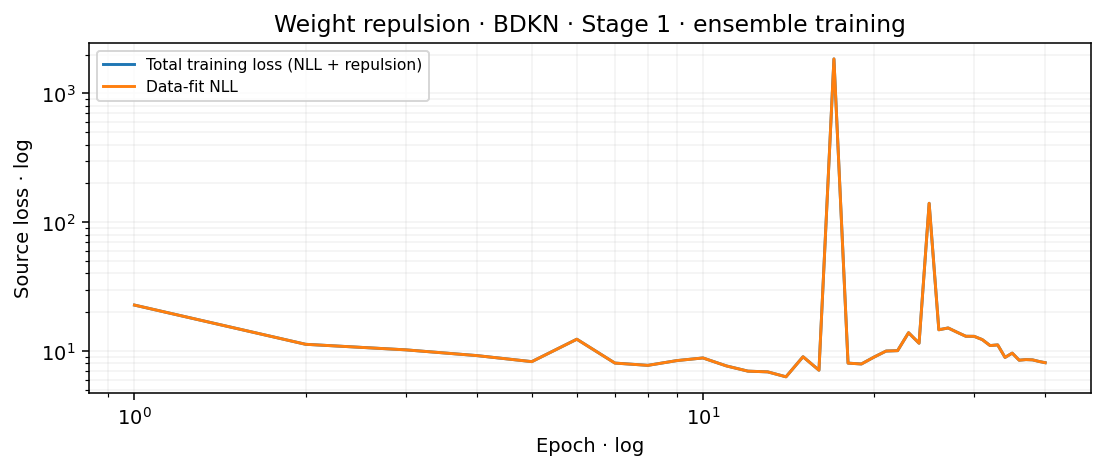 Weight repulsion · BDKN · Stage 1 · ensemble training
Total training loss (NLL + repulsion)
Data-fit NLL
10³
10²
10¹
Source loss · log
10⁰
10¹
Epoch · log